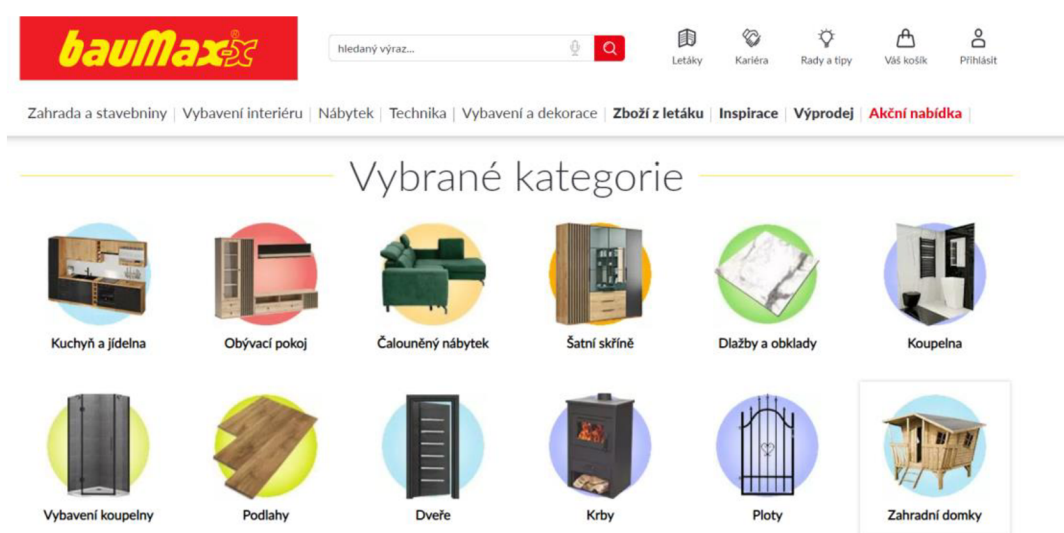 bauMax-x
hledaný výraz...
Letáky
Kariéra
Rady a tipy
Váš košík
Přihlásit
Zahrada a stavebniny | Vybavení interiéru | Nábytek | Technika | Vybavení a dekorace | Zboží z letáku | Inspirace | Výprodej | Akční nabídka |
Vybrané kategorie
Kuchyň a jídelna
Obývací pokoj
Čalouněný nábytek
Šatní skříně
Dlažby a obklady
Koupelna
Vybavení koupelny
Podlahy
Dveře
Krby
Ploty
Zahradní domky